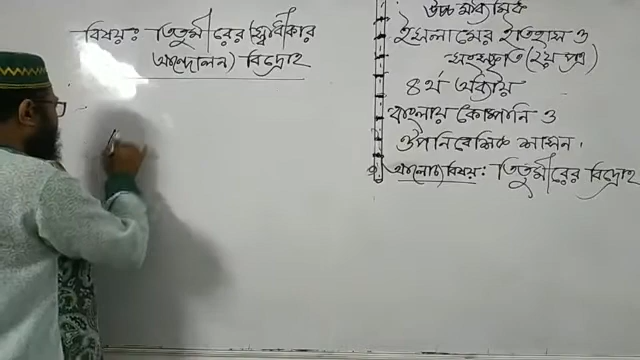 বিষয়ঃ তিতুমীরের (স্বাধীকার
আন্দোলন) বিদ্রোহ
উচ্চ মাধ্যমিক
ইসলামের ইতিহাস ও
সংস্কৃতি (২য় পত্র)
৪র্থ অধ্যায়
বাংলায় কোম্পানি ও
ঔপনিবেশিক শাসন।
আলোচ্য বিষয়ঃ তিতুমীরের বিদ্রোহ